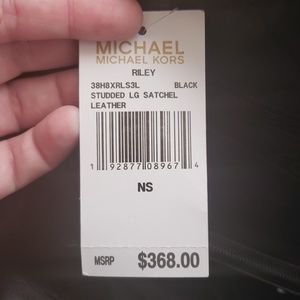 MICHAEL
MICHAEL KORS
RILEY
38H8XRLS3L BLACK
STUDDED LG SATCHEL
LEATHER
1 92877 08967 4
NS
MSRP $368.00